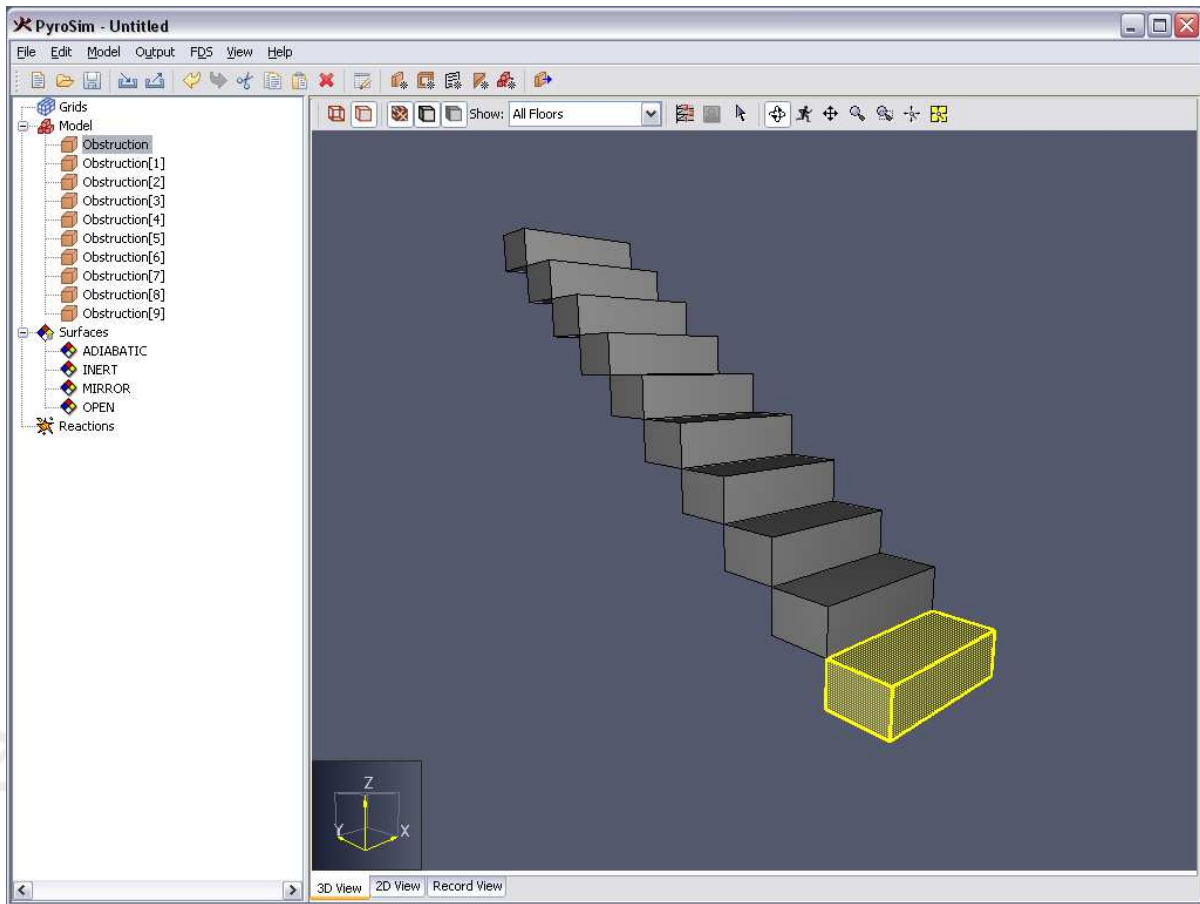 PyroSim - Untitled
File Edit Model Output FDS View Help
Show: All Floors
Grids
Model
Obstruction
Obstruction[1]
Obstruction[2]
Obstruction[3]
Obstruction[4]
Obstruction[5]
Obstruction[6]
Obstruction[7]
Obstruction[8]
Obstruction[9]
Surfaces
ADIABATIC
INERT
MIRROR
OPEN
Reactions
Z
Y X
3D View 2D View Record View